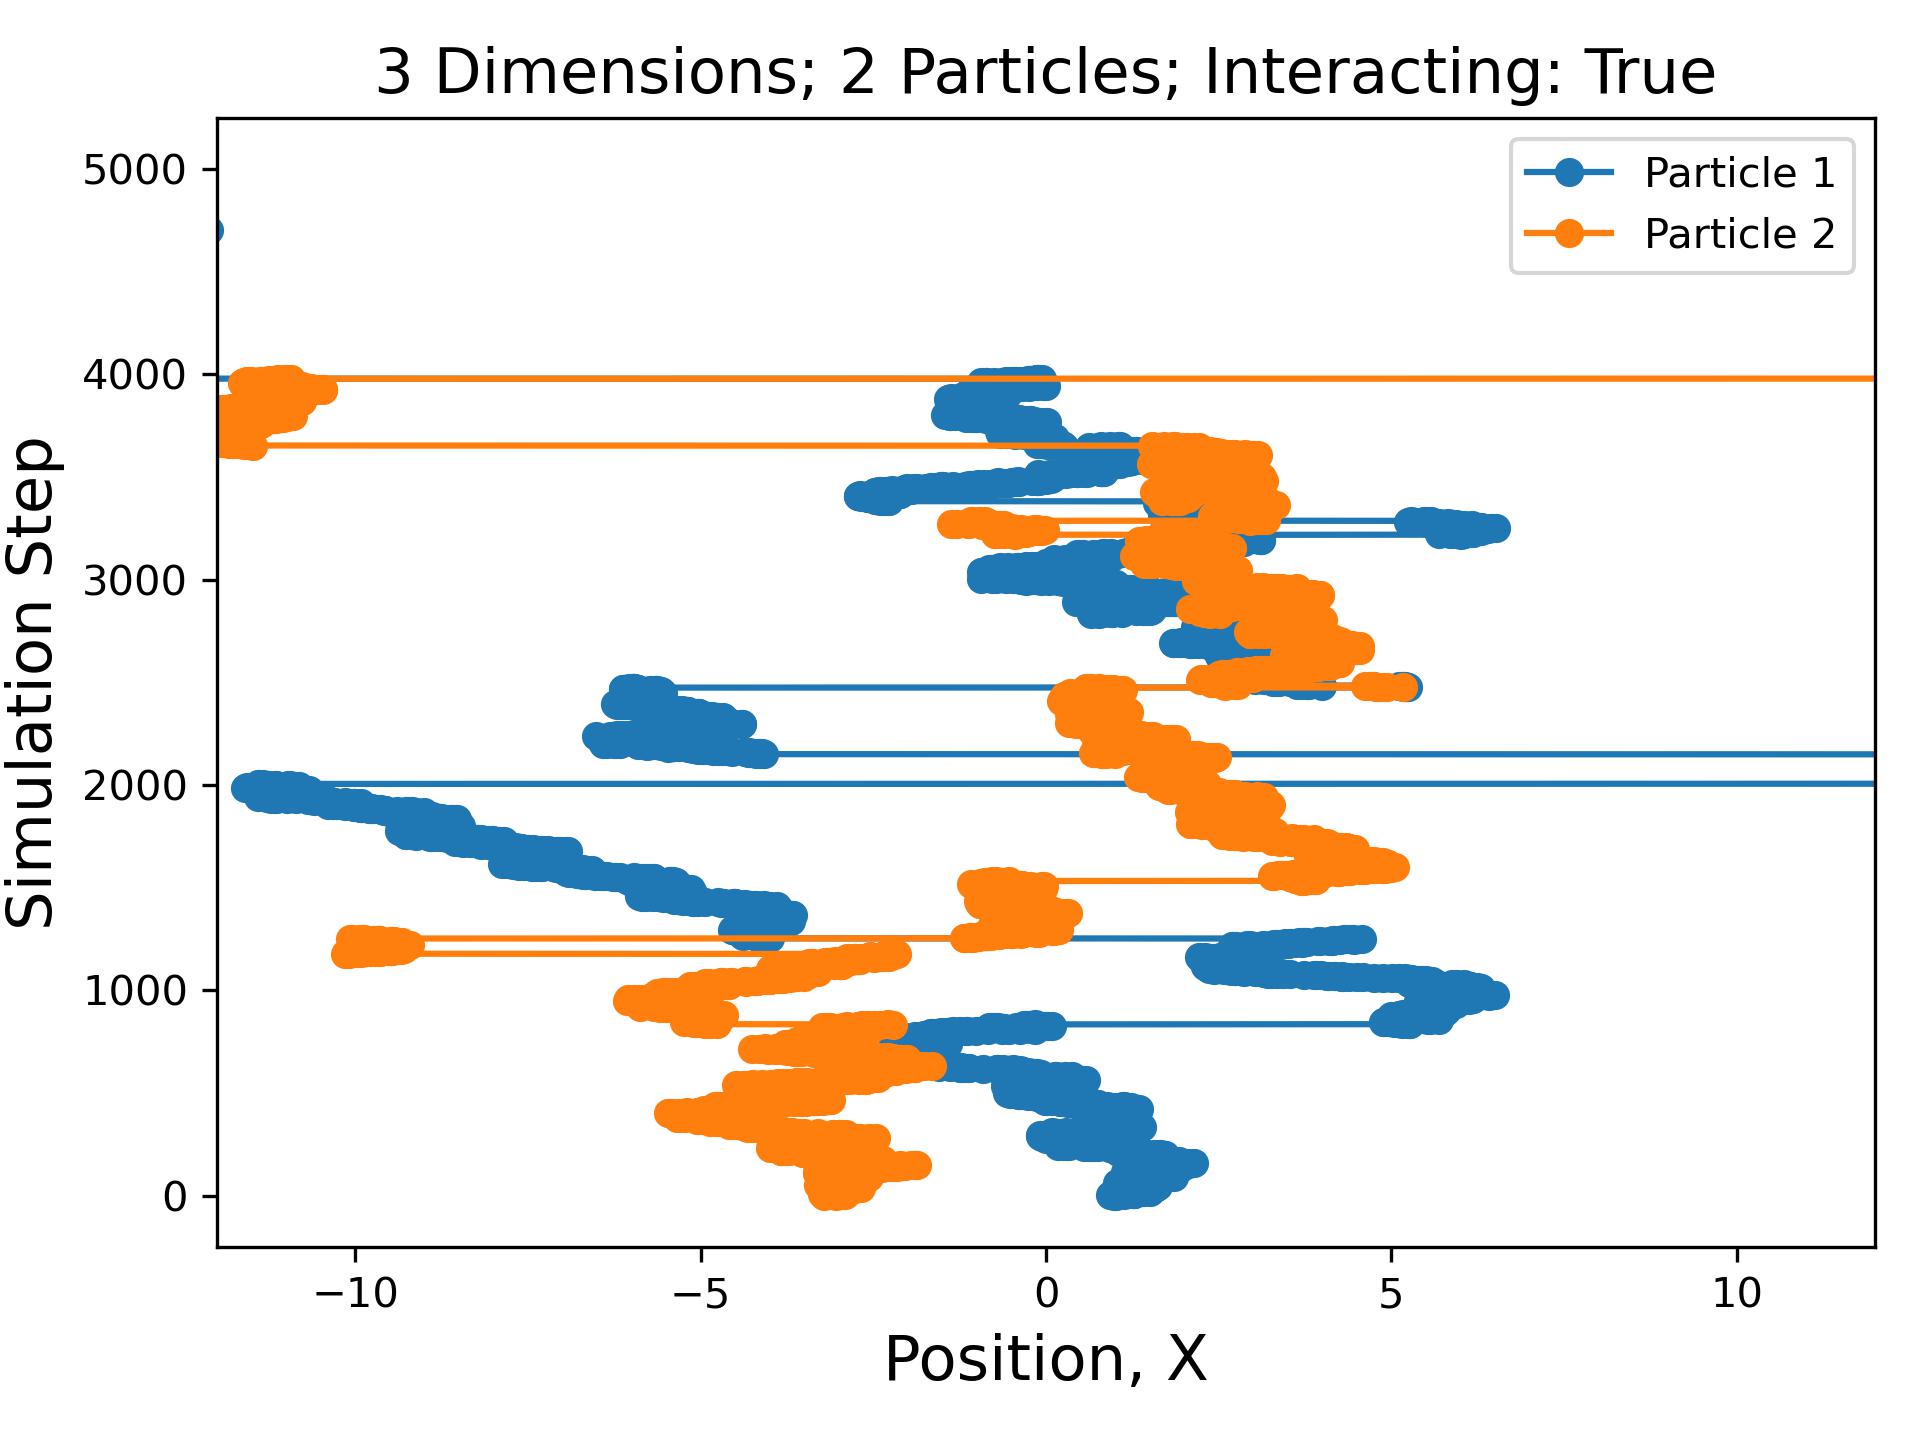 3 Dimensions; 2 Particles; Interacting: True
Particle 1
Particle 2
5000
4000
3000
2000
1000
0
Simulation Step
−10
−5
0
5
10
Position, X